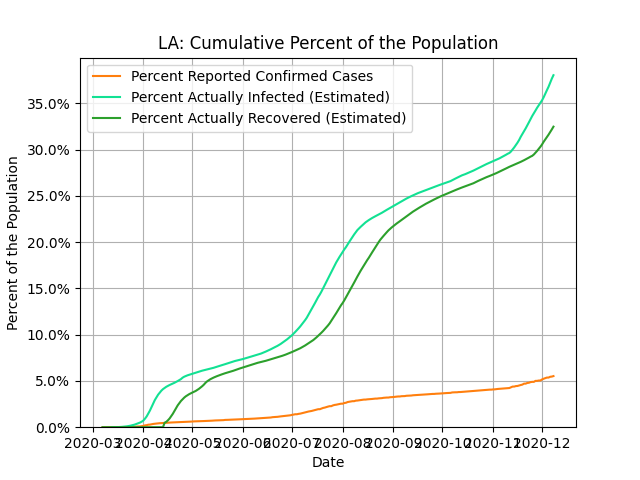 LA: Cumulative Percent of the Population
Percent Reported Confirmed Cases
Percent Actually Infected (Estimated)
Percent Actually Recovered (Estimated)
Percent of the Population
35.0%
30.0%
25.0%
20.0%
15.0%
10.0%
5.0%
0.0%
2020-03 2020-04 2020-05 2020-06 2020-07 2020-08 2020-09 2020-10 2020-11 2020-12
Date